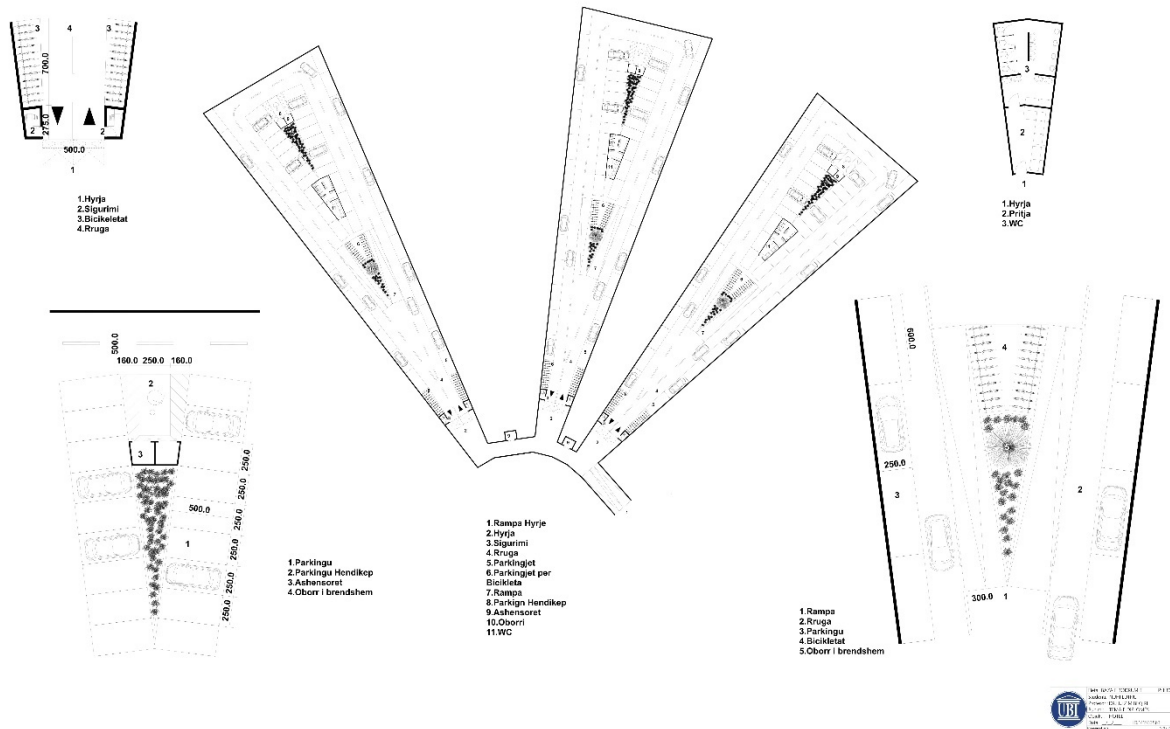 3
4
3
700.0
275.0
2
2
500.0
1
1.Hyrja
2.Sigurimi
3.Bicikeletat
4.Rruga
3
2
1
1.Hyrja
2.Pritja
3.WC
500.0
160.0 250.0 160.0
2
3
250.0
250.0
500.0
250.0
1
250.0
250.0
250.0
1.Parkingu
2.Parkingu Hendikep
3.Ashensoret
4.Oborr i brendshem
1.Rampa Hyrje
2.Hyrja
3.Sigurimi
4.Rruga
5.Parkingjet
6.Parkingjet per
Bicikleta
7.Rampa
8.Parkign Hendikep
9.Ashensoret
10.Oborri
11.WC
600.0
4
250.0
3
2
300.0 1
1.Rampa
2.Rruga
3.Parkingu
4.Bicikletat
5.Oborr i brendshem
UBT